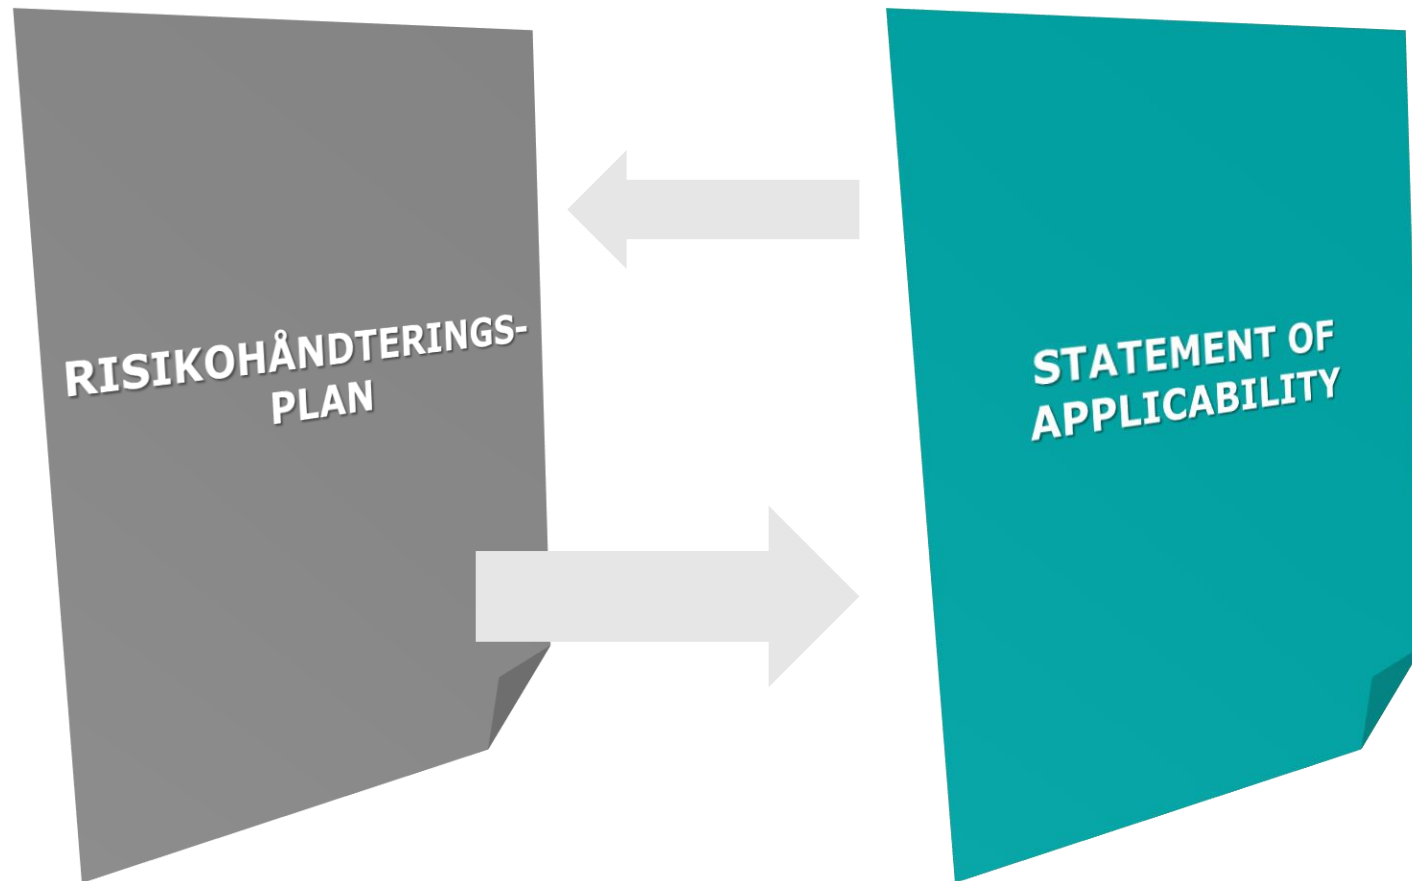 RISIKOHÅNDTERINGS-
PLAN
STATEMENT OF
APPLICABILITY